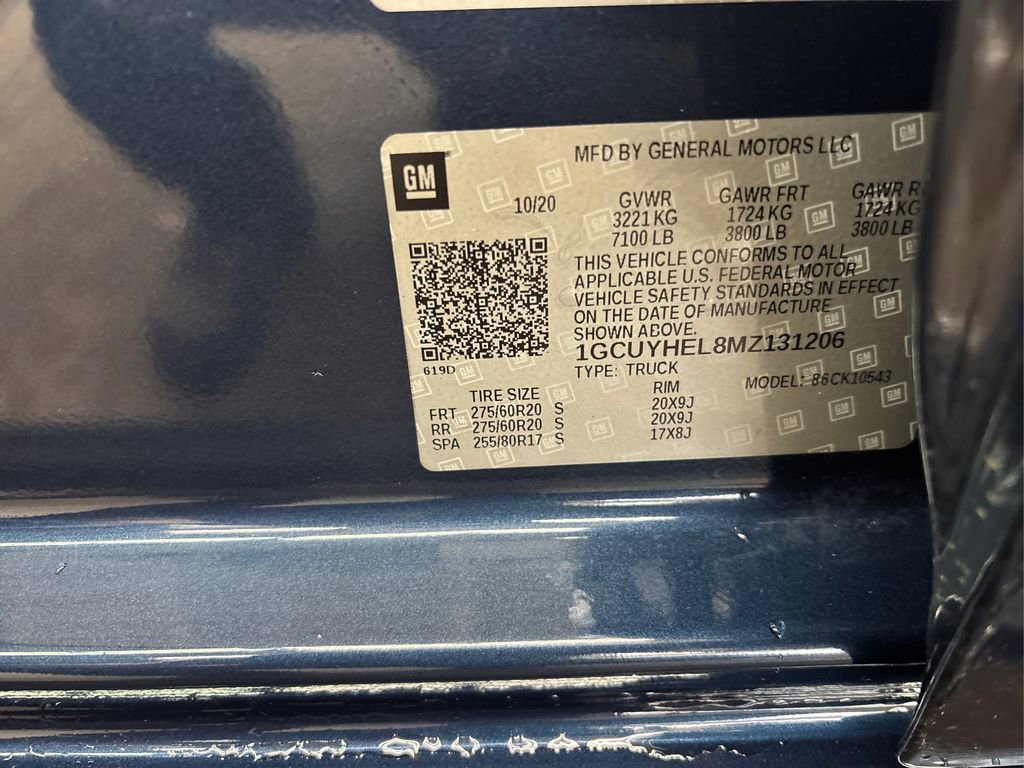 GM
MFD BY GENERAL MOTORS LLC
10/20 GVWR GAWR FRT GAWR
3221 KG 1724 KG 1724 KG
7100 LB 3800 LB 3800 LB
THIS VEHICLE CONFORMS TO ALL
APPLICABLE U.S. FEDERAL MOTOR
VEHICLE SAFETY STANDARDS IN EFFECT
ON THE DATE OF MANUFACTURE
SHOWN ABOVE.
1GCUYHEL8MZ131206
619D TYPE: TRUCK MODEL: 86CK10543
TIRE SIZE RIM
FRT 275/60R20 S 20X9J
RR 275/60R20 S 20X9J
SPA 255/80R17 S 17X8J